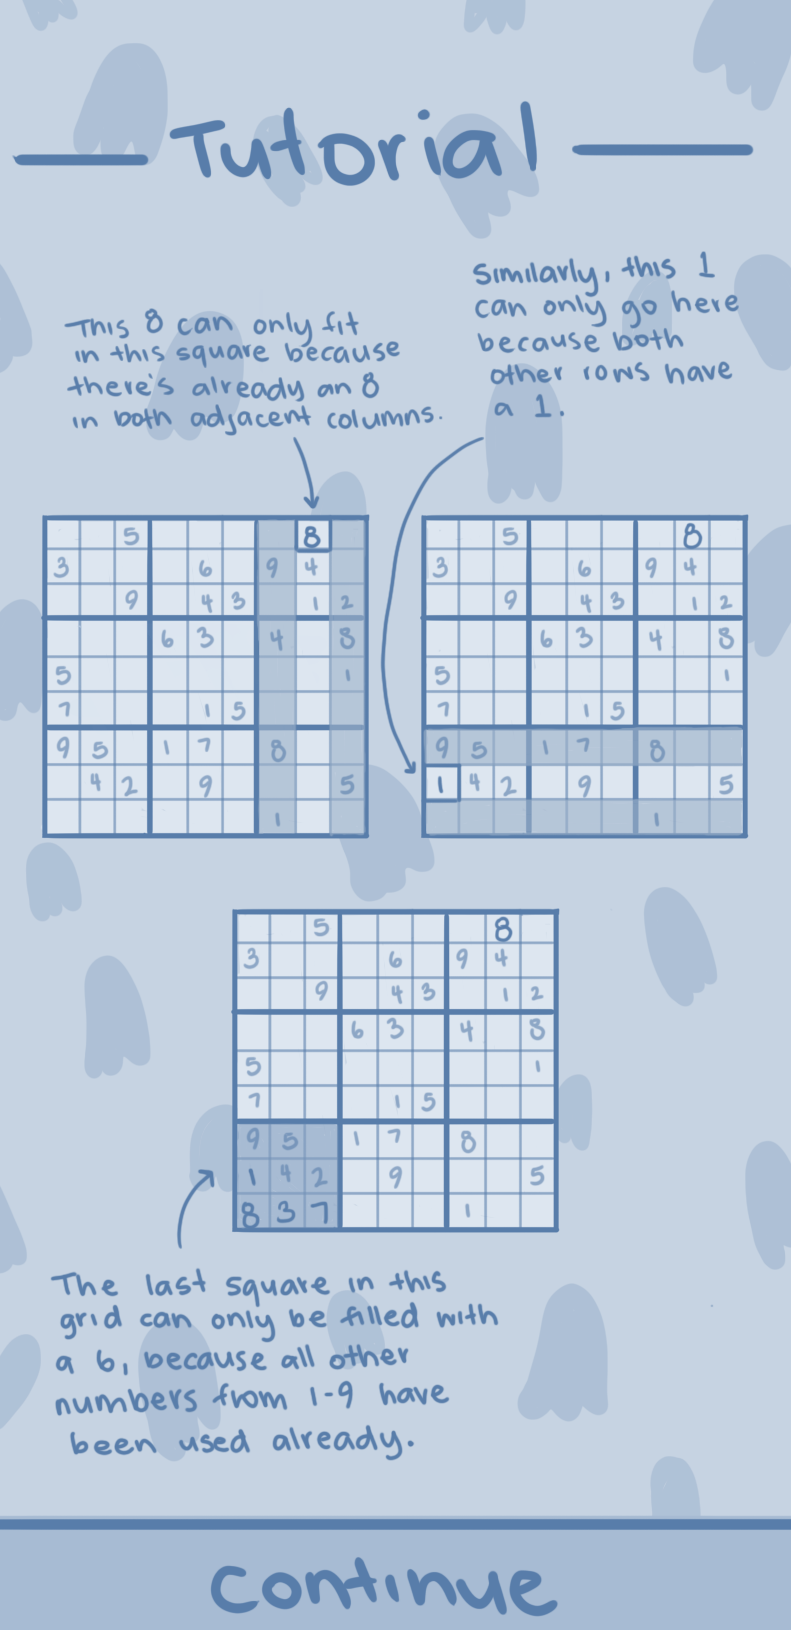 Tutorial
This 8 can only fit
in this square because
there's already an 8
in both adjacent columns.
Similarly, this 1
can only go here
because both
other rows have
a 1.
5 8
3 6 9 4
9 4 3 1 2
6 3 4 8
5 1
7 1 5
9 5 1 7 8
4 2 9 5
1
5 8
3 6 9 4
9 4 3 1 2
6 3 4 8
5 1
7 1 5
9 5 1 7 8
1 4 2 9 5
1
5 8
3 6 9 4
9 4 3 1 2
6 3 4 8
5 1
7 1 5
9 5 1 7 8
1 4 2 9 5
8 3 7 1
The last square in this
grid can only be filled with
a 6, because all other
numbers from 1-9 have
been used already.
Continue